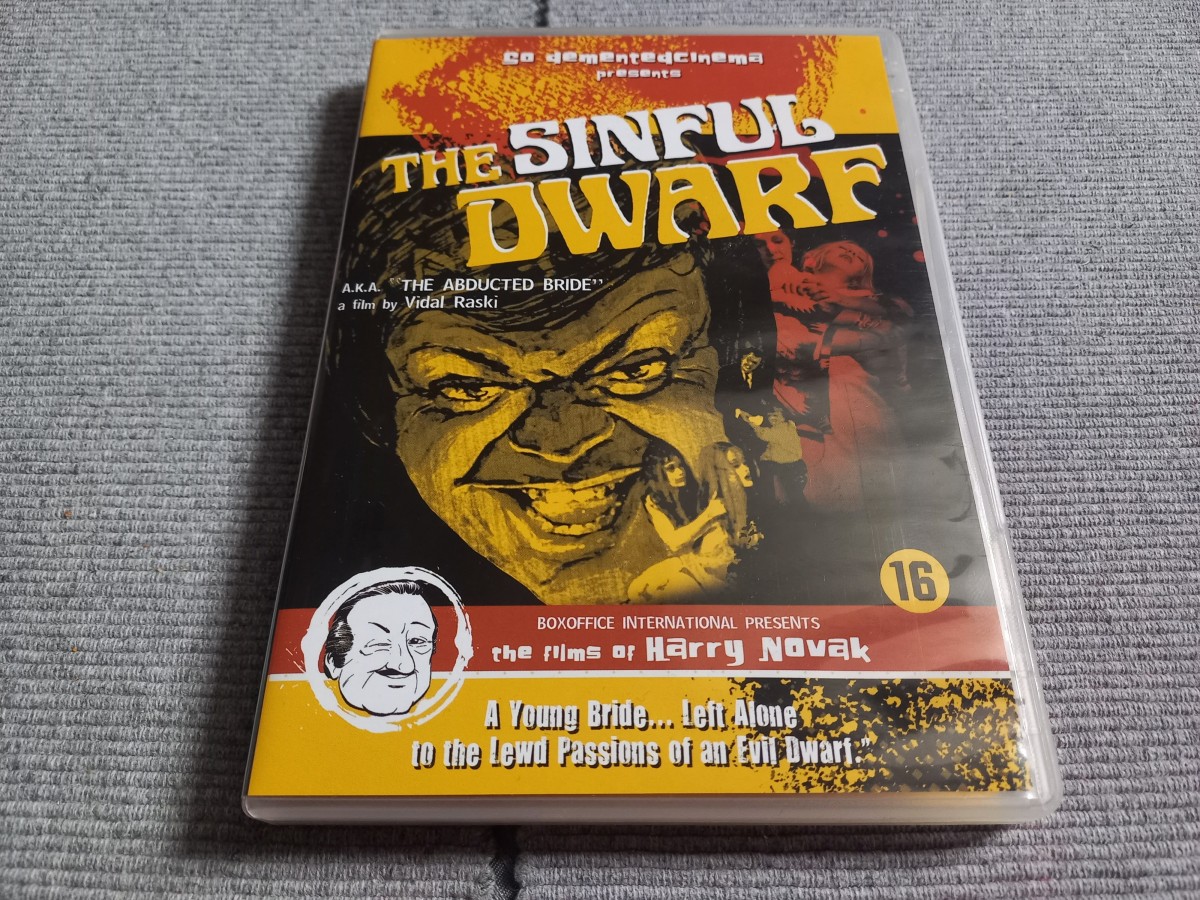 So dementedcinema
presents
THE SINFUL
DWARF
A.K.A. "THE ABDUCTED BRIDE"
a film by Vidal Raski
16
BOXOFFICE INTERNATIONAL PRESENTS
the films of Harry Novak
A Young Bride... Left Alone
to the Lewd Passions of an Evil Dwarf."